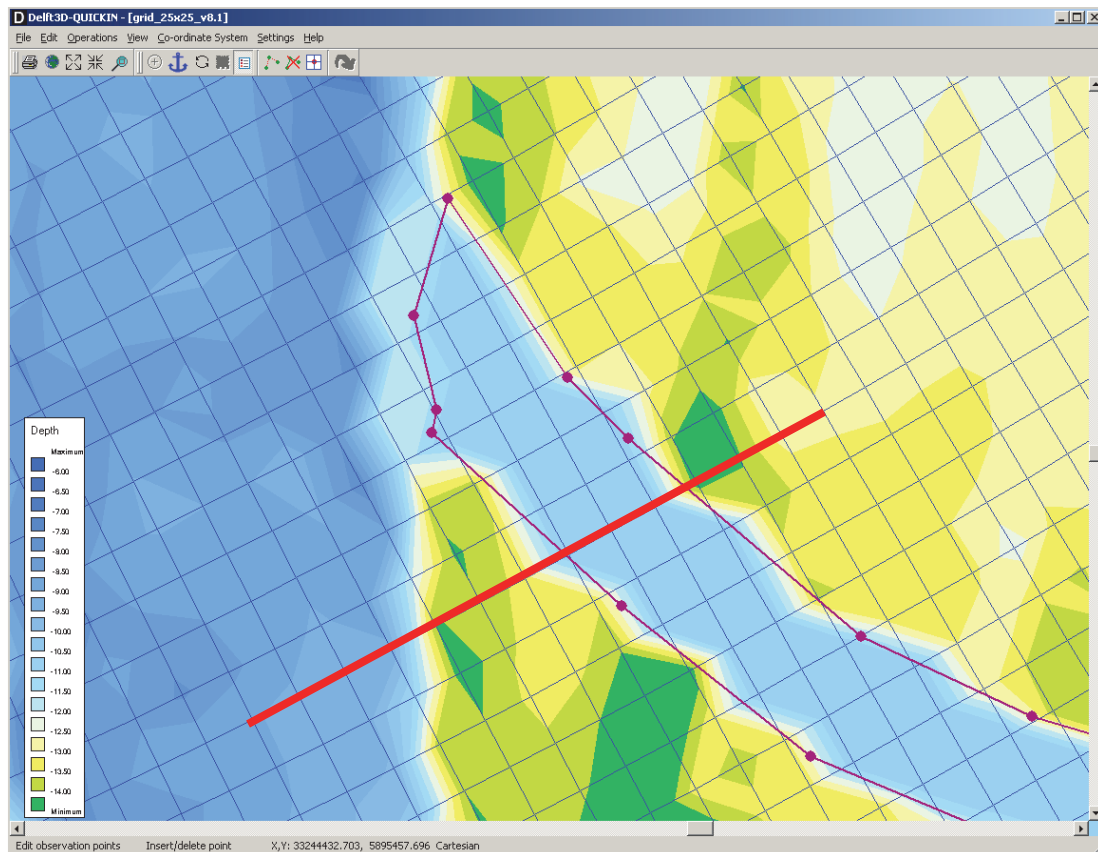 Delft3D-QUICKIN - [grid_25x25_v8.1]
File Edit Operations View Co-ordinate System Settings Help
Depth
Maximum
-6.00
-6.50
-7.00
-7.50
-8.00
-8.50
-9.00
-9.50
-10.00
-10.50
-11.00
-11.50
-12.00
-12.50
-13.00
-13.50
-14.00
Minimum
Edit observation points Insert/delete point X,Y: 33244432.703, 5895457.696 Cartesian